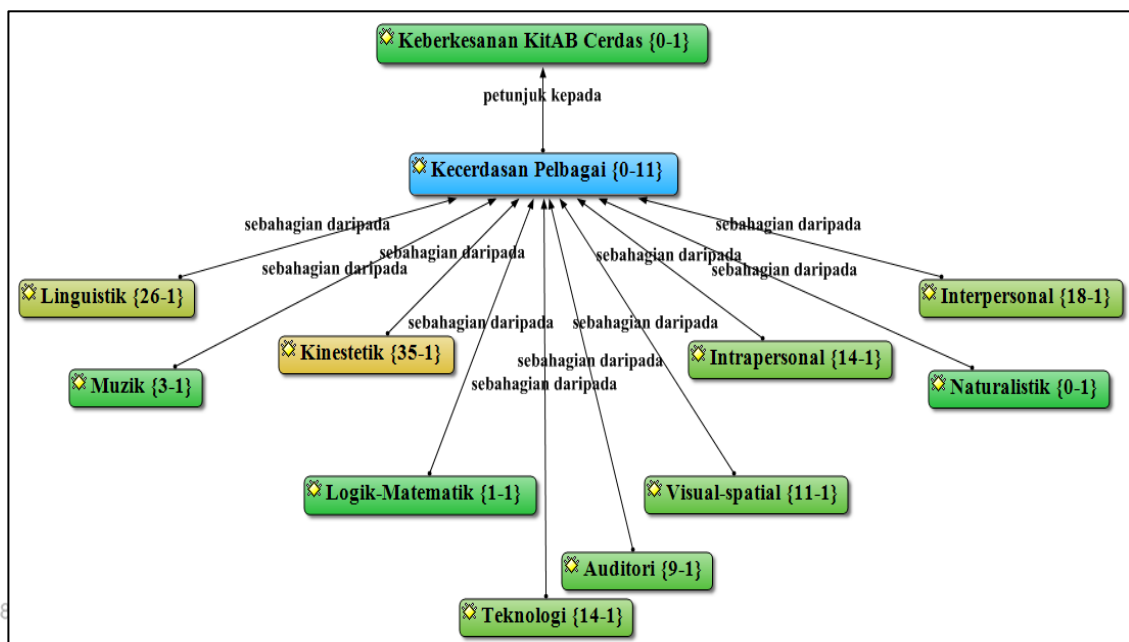 Keberkesanan KitAB Cerdas {0-1}
petunjuk kepada
Kecerdasan Pelbagai {0-11}
sebahagian daripada
sebahagian daripada
sebahagian daripada
sebahagian daripada
sebahagian daripada
sebahagian daripada
Linguistik {26-1}
Interpersonal {18-1}
sebahagian daripada
sebahagian daripada
Kinestetik {35-1}
sebahagian daripada
Intrapersonal {14-1}
sebahagian daripada
Muzik {3-1}
Naturalistik {0-1}
Logik-Matematik {1-1}
Visual-spatial {11-1}
Auditori {9-1}
Teknologi {14-1}
8